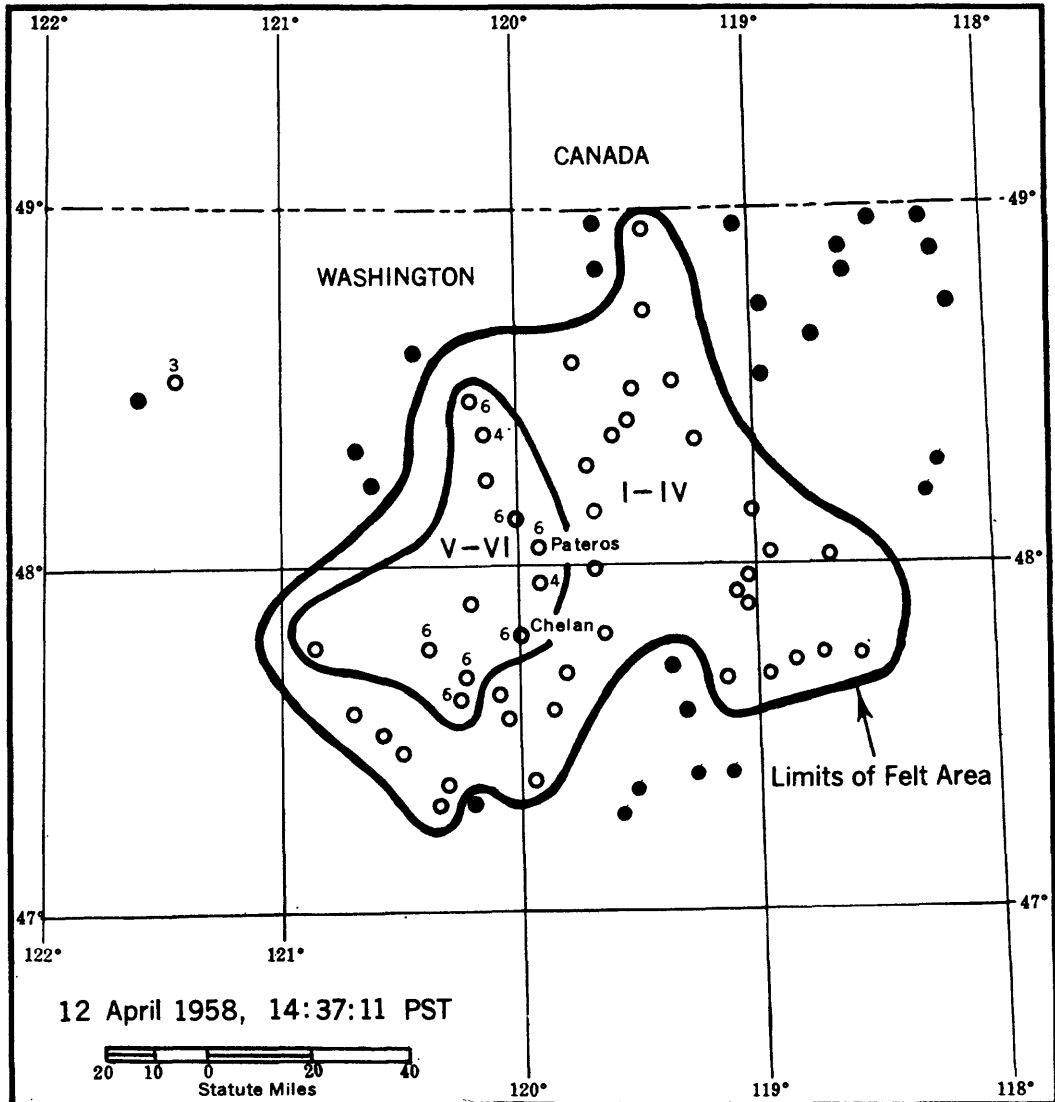 122° 121° 120° 119° 118°
CANADA
49° 49°
WASHINGTON
3
6
4
I–IV
6 6
V–VI Pateros
48° 48°
4
Chelan
6
6
6
6
Limits of Felt Area
47° 47°
122° 121° 118°
12 April 1958, 14:37:11 PST
20 10 0 20 40
Statute Miles
120° 119°